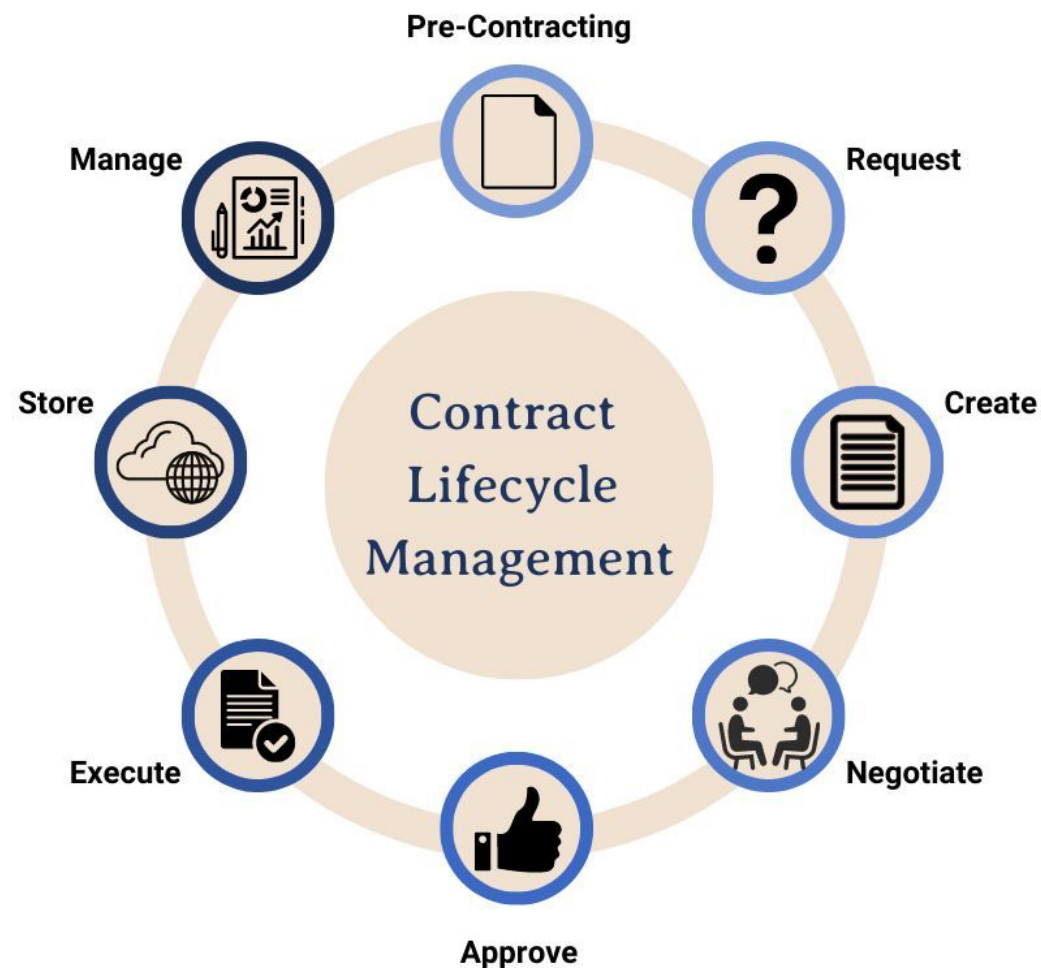 Pre-Contracting
Manage
Request
Store
Create
Contract
Lifecycle
Management
Execute
Negotiate
Approve